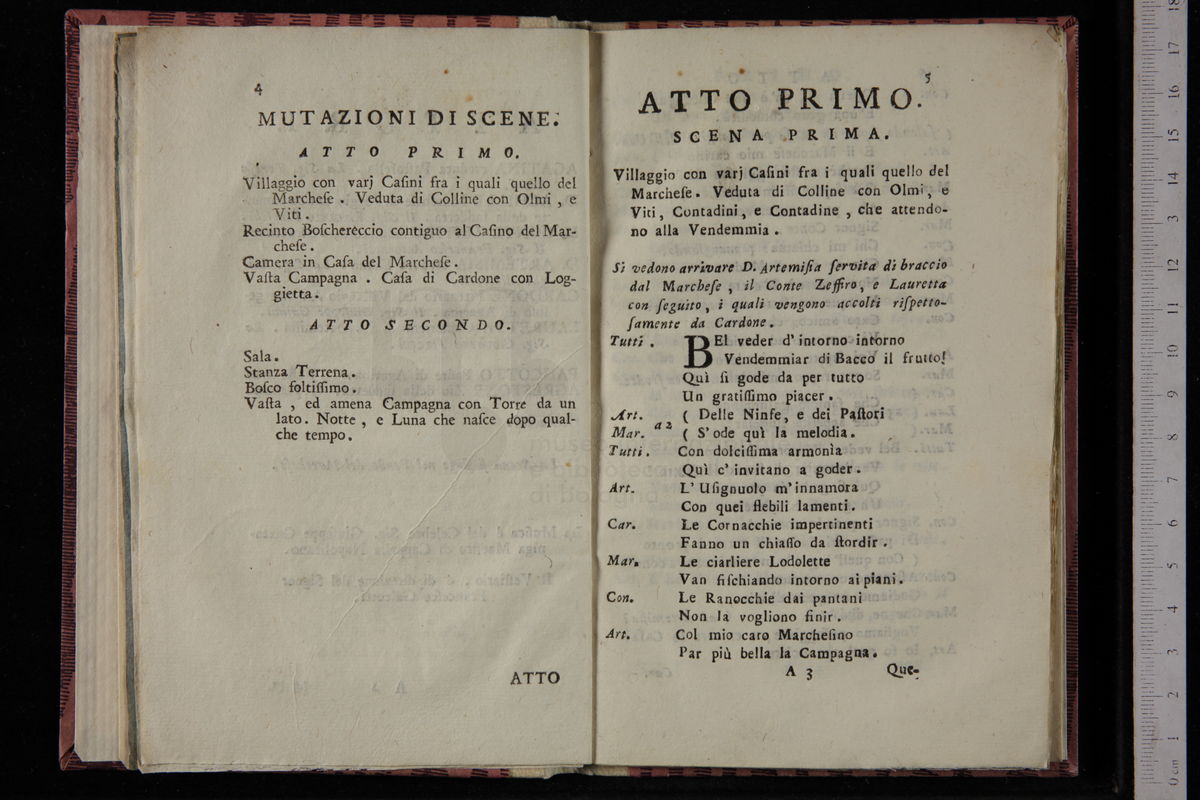 4
MUTAZIONI DI SCENE.
ATTO PRIMO.
Villaggio con varj Casini fra i quali quello del
Marcheſe . Veduta di Colline con Olmi , e
Viti .
Recinto Boſchereccio contiguo al Caſino del Mar-
cheſe .
Camera in Caſa del Marcheſe .
Vaſta Campagna . Caſa di Cardone con Log-
gietta .
ATTO SECONDO.
Sala .
Stanza Terrena .
Boſco foltiſſimo .
Vaſta , ed amena Campagna con Torre da un
lato . Notte , e Luna che naſce dopo qual-
che tempo .
ATTO
5
ATTO PRIMO.
SCENA PRIMA.
Villaggio con varj Caſini fra i quali quello del
Marcheſe . Veduta di Colline con Olmi , e
Viti , Contadini , e Contadine , che attendo-
no alla Vendemmia .
Si vedono arrivare D. Artemiſia ſervita di braccio
dal Marcheſe , il Conte Zeffiro , e Lauretta
con ſeguito , i quali vengono accolti riſpetto-
ſamente da Cardone .
Tutti . BEl veder d' intorno intorno
Vendemmiar di Bacco il frutto!
Quì ſi gode da per tutto
Un gratiſſimo piacer .
Art. ( Delle Ninfe, e dei Paſtori
a 2
Mar. ( S' ode quì la melodia .
Tutti . Con dolciſſima armonìa
Quì c' invitano a goder .
Art. L' Uſignuolo m' innamora
Con quei flebili lamenti .
Car. Le Cornacchie impertinenti
Fanno un chiaſſo da ſtordir .
Mar. Le ciarliere Lodolette
Van fiſchiando intorno ai piani .
Con. Le Ranocchie dai pantani
Non la vogliono finir .
Art. Col mio caro Marcheſino
Par più bella la Campagna .
A 3 Que-